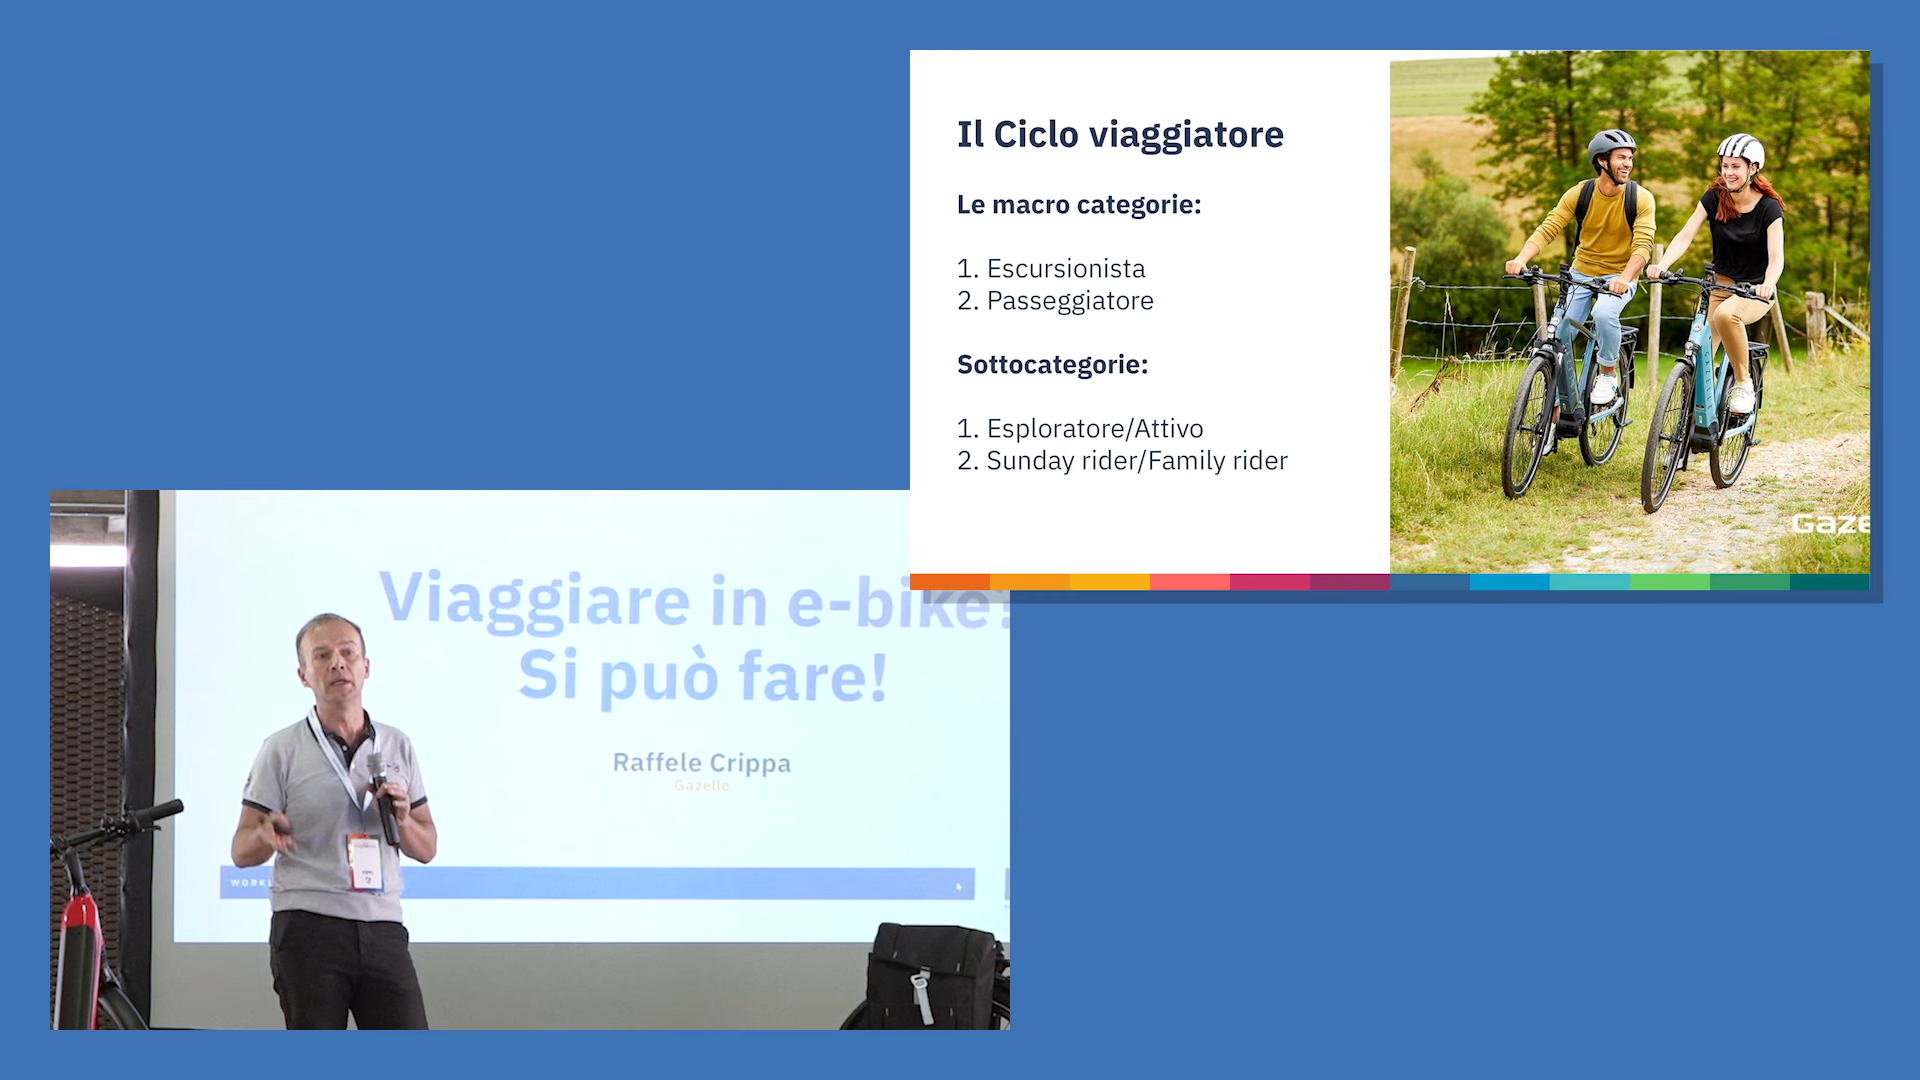 Il Ciclo viaggiatore
Le macro categorie:
1. Escursionista
2. Passeggiatore
Sottocategorie:
1. Esploratore/Attivo
2. Sunday rider/Family rider
Gaze
Viaggiare in e-bike?
Si può fare!
Raffele Crippa
Gazelle